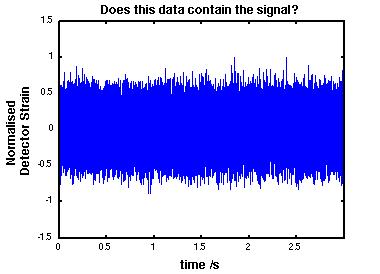 Does this data contain the signal?
1.5
1
0.5
0
-0.5
-1
-1.5
Normalised
Detector Strain
0 0.5 1 1.5 2 2.5
time /s